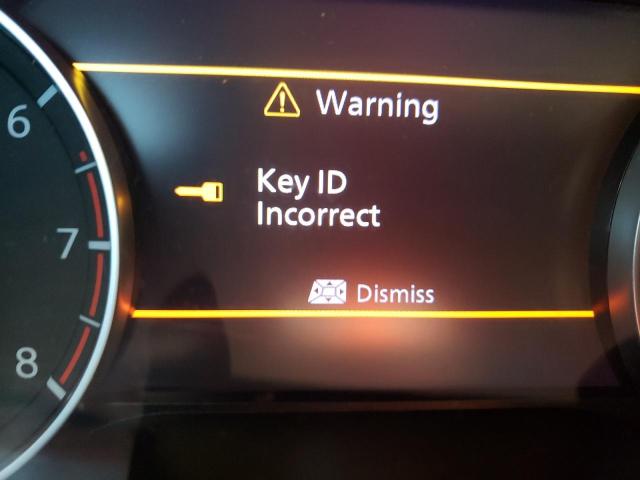 Warning
Key ID
Incorrect
Dismiss
6
7
8